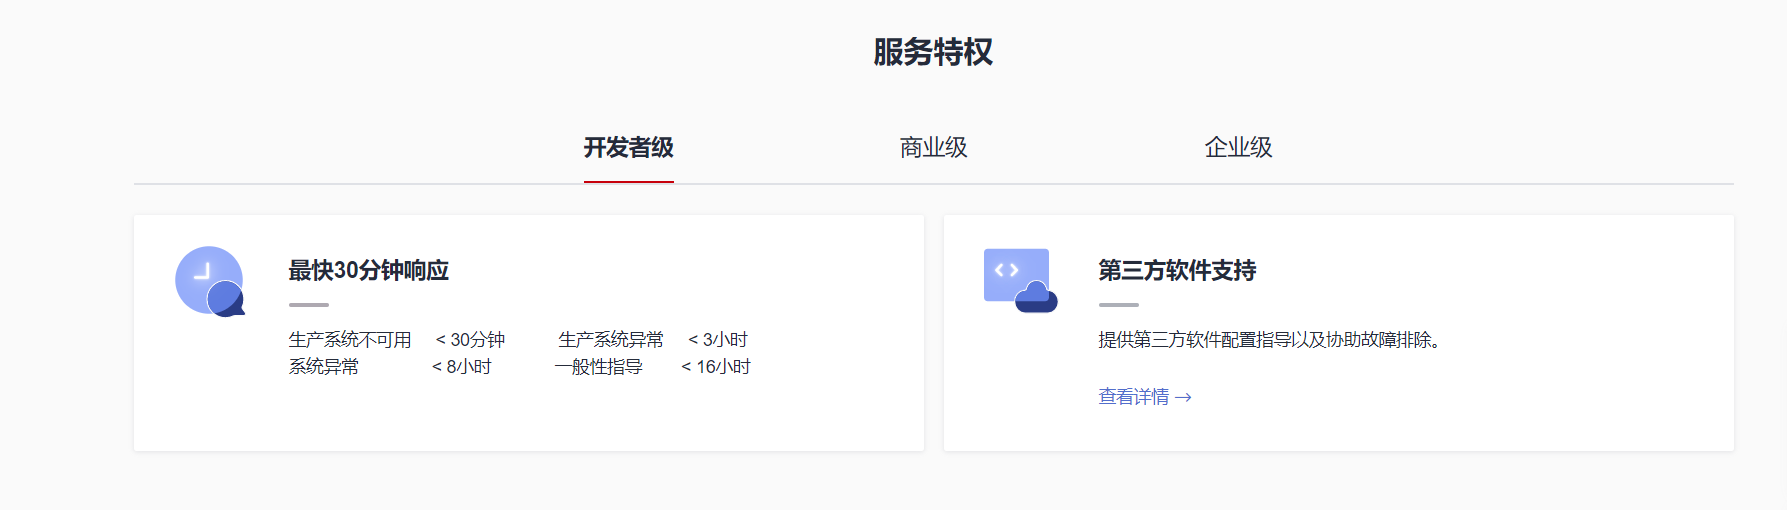 服务特权
开发者级 商业级 企业级
最快30分钟响应
生产系统不可用 < 30分钟 生产系统异常 < 3小时
系统异常 < 8小时 一般性指导 < 16小时
第三方软件支持
提供第三方软件配置指导以及协助故障排除。
查看详情 →